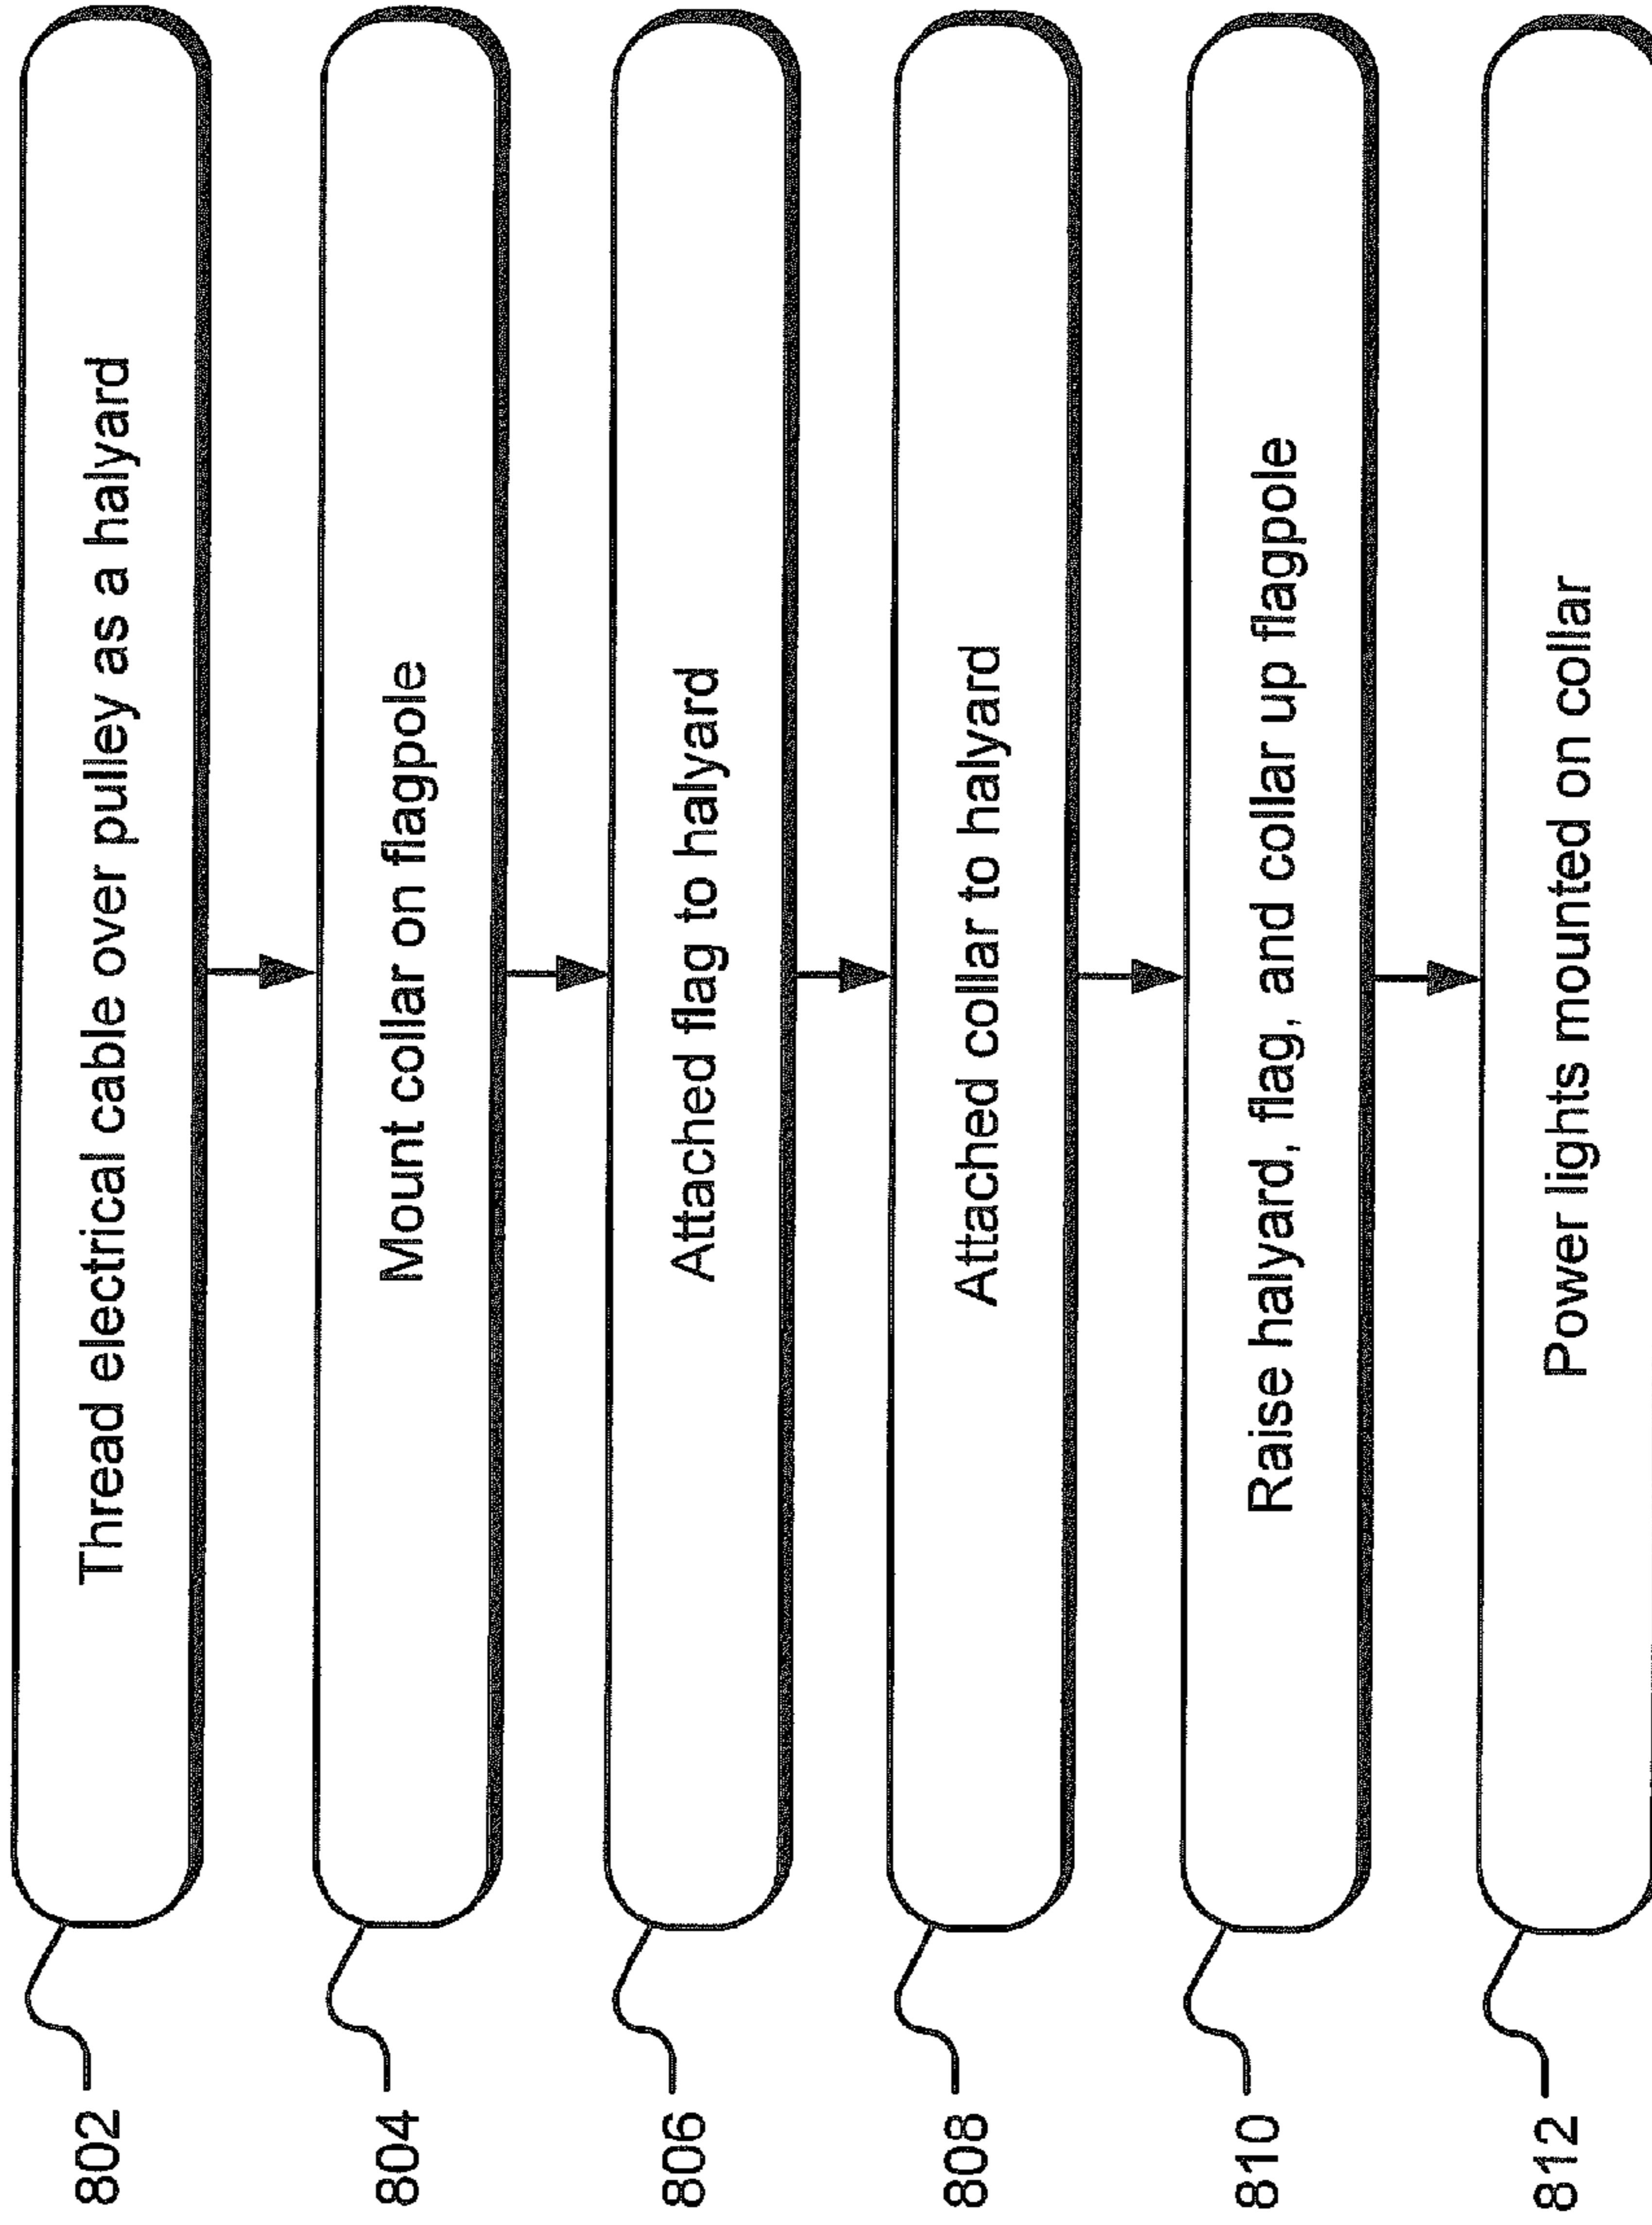 802
Thread electrical cable over pulley as a halyard
804
Mount collar on flagpole
806
Attached flag to halyard
808
Attached collar to halyard
810
Raise halyard, flag, and collar up flagpole
812
Power lights mounted on collar